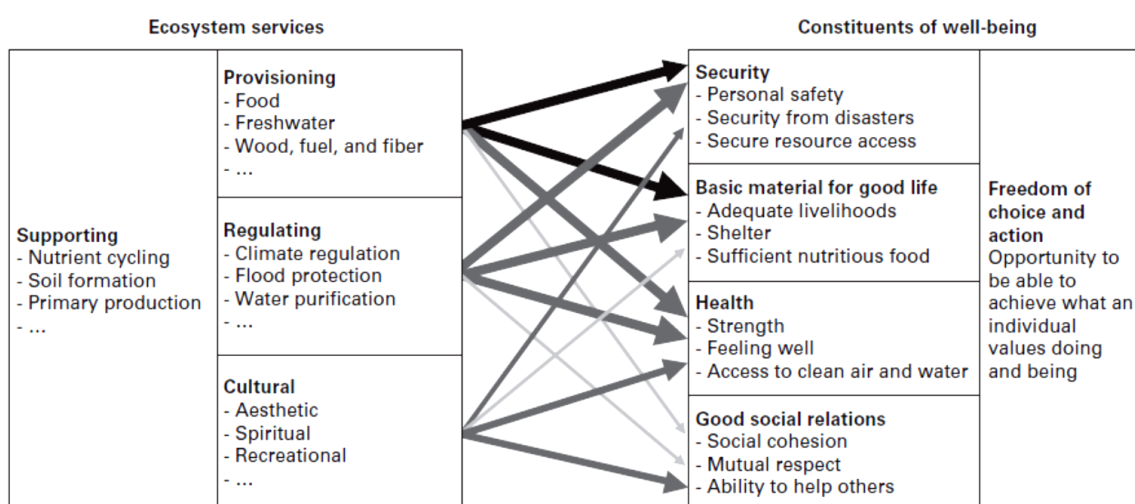 Ecosystem services
Supporting
- Nutrient cycling
- Soil formation
- Primary production
- ...
Provisioning
- Food
- Freshwater
- Wood, fuel, and fiber
- ...
Regulating
- Climate regulation
- Flood protection
- Water purification
- ...
Cultural
- Aesthetic
- Spiritual
- Recreational
- ...
Constituents of well-being
Security
- Personal safety
- Security from disasters
- Secure resource access
Basic material for good life
- Adequate livelihoods
- Shelter
- Sufficient nutritious food
Health
- Strength
- Feeling well
- Access to clean air and water
Good social relations
- Social cohesion
- Mutual respect
- Ability to help others
Freedom of
choice and
action
Opportunity to
be able to
achieve what an
individual
values doing
and being